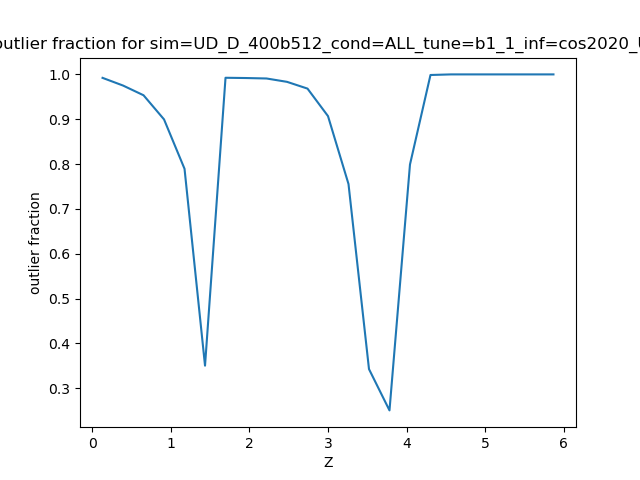 outlier fraction for sim=UD_D_400b512_cond=ALL_tune=b1_1_inf=cos2020_U
1.0
0.9
0.8
0.7
0.6
0.5
0.4
0.3
outlier fraction
0 1 2 3 4 5 6
Z